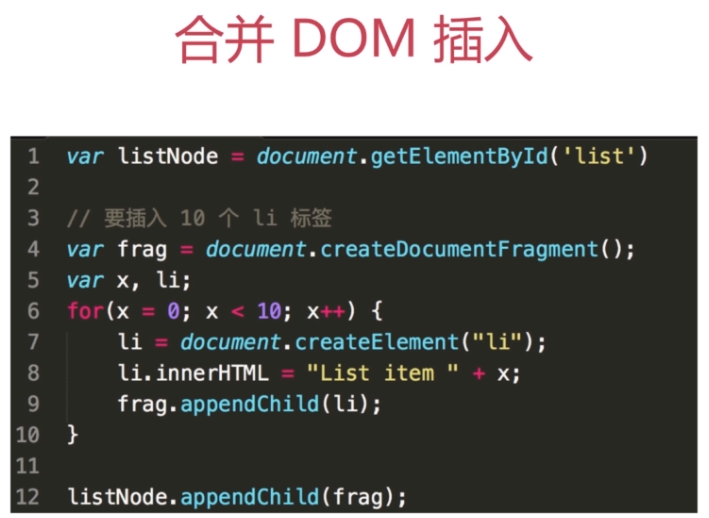 合并 DOM 插入
1 var listNode = document.getElementById('list')
2
3 // 要插入 10 个 li 标签
4 var frag = document.createDocumentFragment();
5 var x, li;
6 for(x = 0; x < 10; x++) {
7     li = document.createElement("li");
8     li.innerHTML = "List item " + x;
9     frag.appendChild(li);
10 }
11
12 listNode.appendChild(frag);